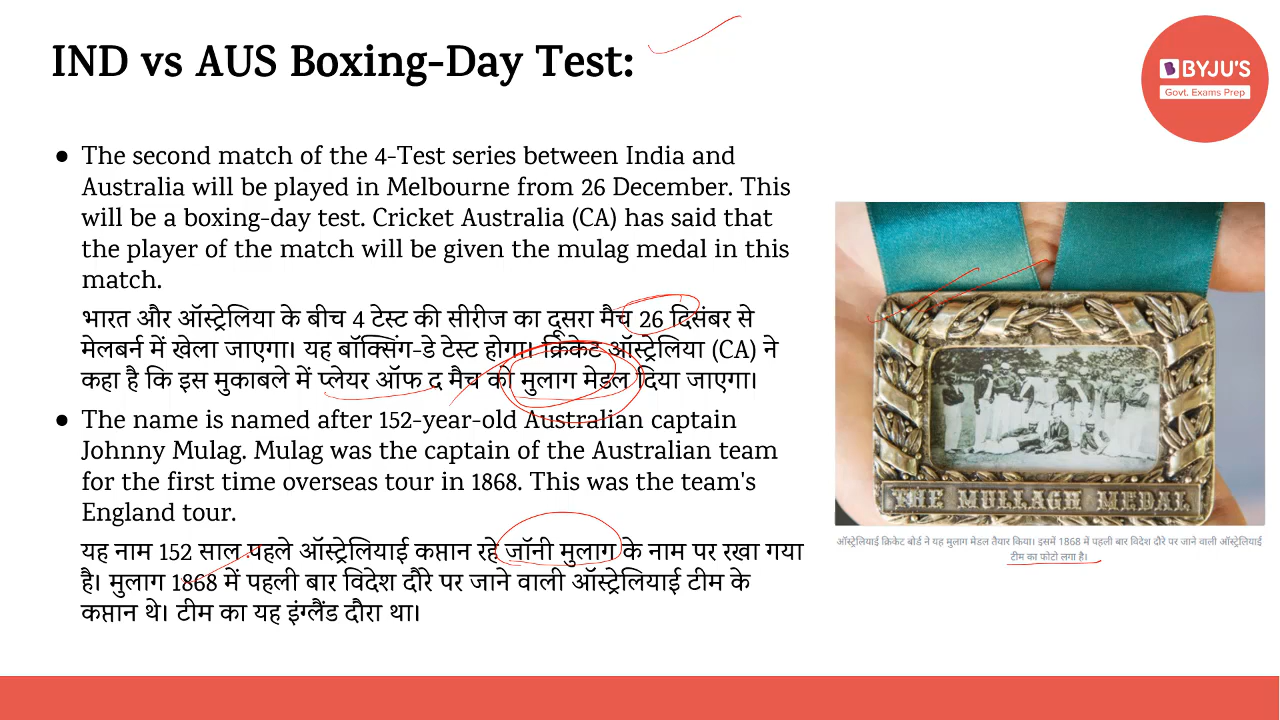 IND vs AUS Boxing-Day Test:
BYJU'S
Govt. Exams Prep
● The second match of the 4-Test series between India and
Australia will be played in Melbourne from 26 December. This
will be a boxing-day test. Cricket Australia (CA) has said that
the player of the match will be given the mulag medal in this
match.
भारत और ऑस्ट्रेलिया के बीच 4 टेस्ट की सीरीज का दूसरा मैच 26 दिसंबर से
मेलबर्न में खेला जाएगा। यह बॉक्सिंग-डे टेस्ट होगा। क्रिकेट ऑस्ट्रेलिया (CA) ने
कहा है कि इस मुकाबले में प्लेयर ऑफ द मैच को मुलाग मेडल दिया जाएगा।
● The name is named after 152-year-old Australian captain
Johnny Mulag. Mulag was the captain of the Australian team
for the first time overseas tour in 1868. This was the team's
England tour.
यह नाम 152 साल पहले ऑस्ट्रेलियाई कप्तान रहे जॉनी मुलाग के नाम पर रखा गया
है। मुलाग 1868 में पहली बार विदेश दौरे पर जाने वाली ऑस्ट्रेलियाई टीम के
कप्तान थे। टीम का यह इंग्लैंड दौरा था।
THE MULLAGH MEDAL
ऑस्ट्रेलियाई क्रिकेट बोर्ड ने यह मुलाग मेडल तैयार किया। इसमें 1868 में पहली बार विदेश दौरे पर जाने वाली ऑस्ट्रेलियाई
टीम का फोटो लगा है।